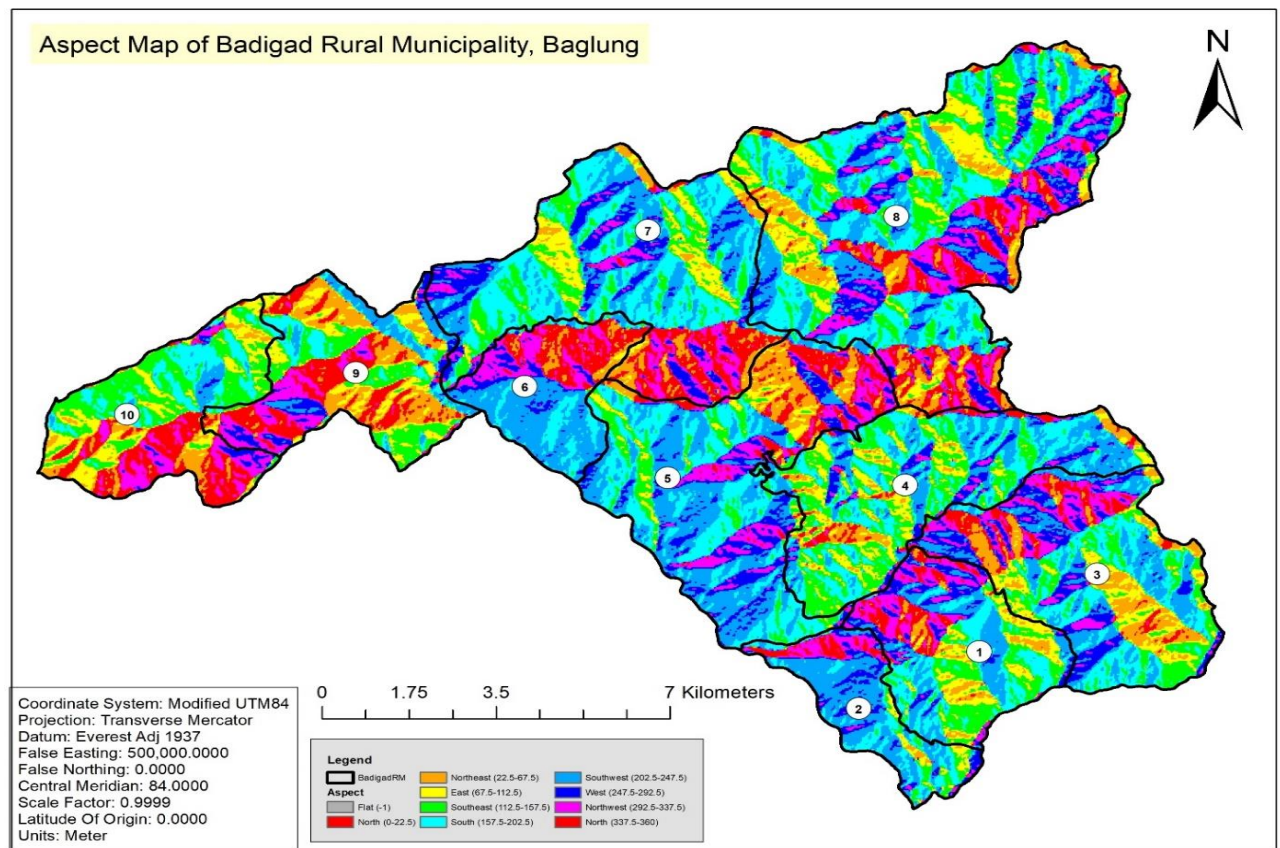 Aspect Map of Badigad Rural Municipality, Baglung
N
8
7
9
6
10
5
4
3
1
2
Coordinate System: Modified UTM84
Projection: Transverse Mercator
Datum: Everest Adj 1937
False Easting: 500,000.0000
False Northing: 0.0000
Central Meridian: 84.0000
Scale Factor: 0.9999
Latitude Of Origin: 0.0000
Units: Meter
0 1.75 3.5 7 Kilometers
Legend
BadigadRM
Aspect
Flat (-1)
North (0-22.5)
Northeast (22.5-67.5)
East (67.5-112.5)
Southeast (112.5-157.5)
South (157.5-202.5)
Southwest (202.5-247.5)
West (247.5-292.5)
Northwest (292.5-337.5)
North (337.5-360)